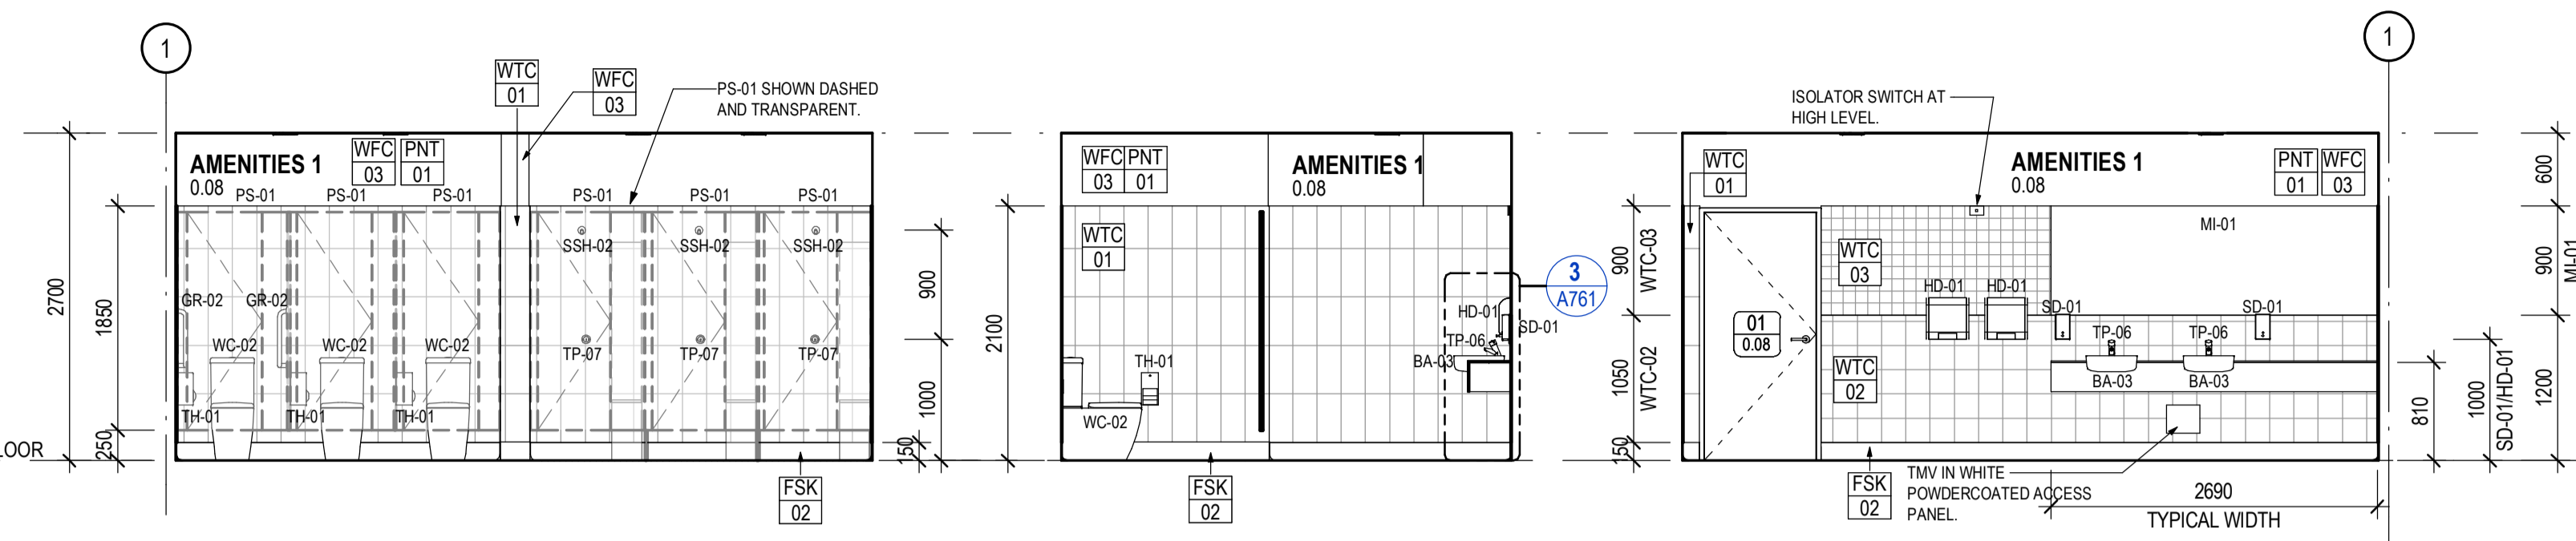 1
WTC
01
WFC
03
PS-01 SHOWN DASHED
AND TRANSPARENT.
AMENITIES 1
0.08
WFC
03
PNT
01
PS-01
PS-01
PS-01
PS-01
PS-01
PS-01
SSH-02
SSH-02
SSH-02
GR-02
GR-02
WC-02
WC-02
WC-02
TP-07
TP-07
TP-07
TH-01
TH-01
TH-01
2700
1850
250
LOOR
900
1000
150
FSK
02
WFC
03
PNT
01
AMENITIES 1
0.08
WTC
01
2100
TH-01
WC-02
HD-01
SD-01
TP-06
BA-03
3
A761
FSK
02
1
ISOLATOR SWITCH AT
HIGH LEVEL.
WTC
01
AMENITIES 1
0.08
PNT
01
WFC
03
MI-01
WTC
03
HD-01
HD-01
SD-01
SD-01
01
0.08
TP-06
TP-06
BA-03
BA-03
WTC
02
900
WTC-03
1050
WTC-02
150
FSK
02
TMV IN WHITE
POWDERCOATED ACCESS
PANEL.
2690
TYPICAL WIDTH
810
1000
SD-01/HD-01
600
900
MI-01
1200